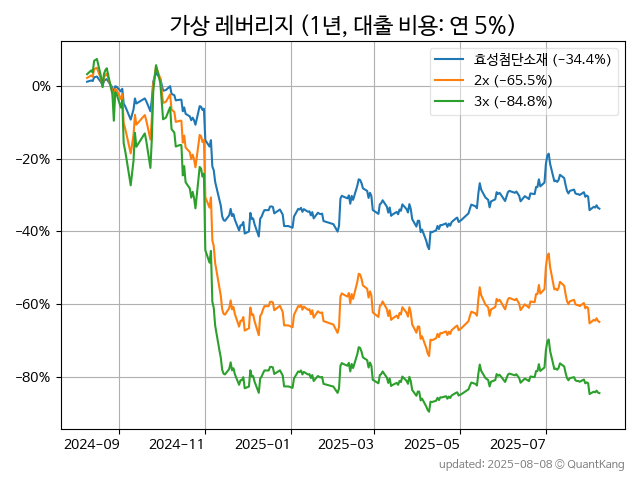 가상 레버리지 (1년, 대출 비용: 연 5%)
효성첨단소재 (−34.4%)
2x (−65.5%)
3x (−84.8%)
0%
−20%
−40%
−60%
−80%
2024-09 2024-11 2025-01 2025-03 2025-05 2025-07
updated: 2025-08-08 © QuantKang